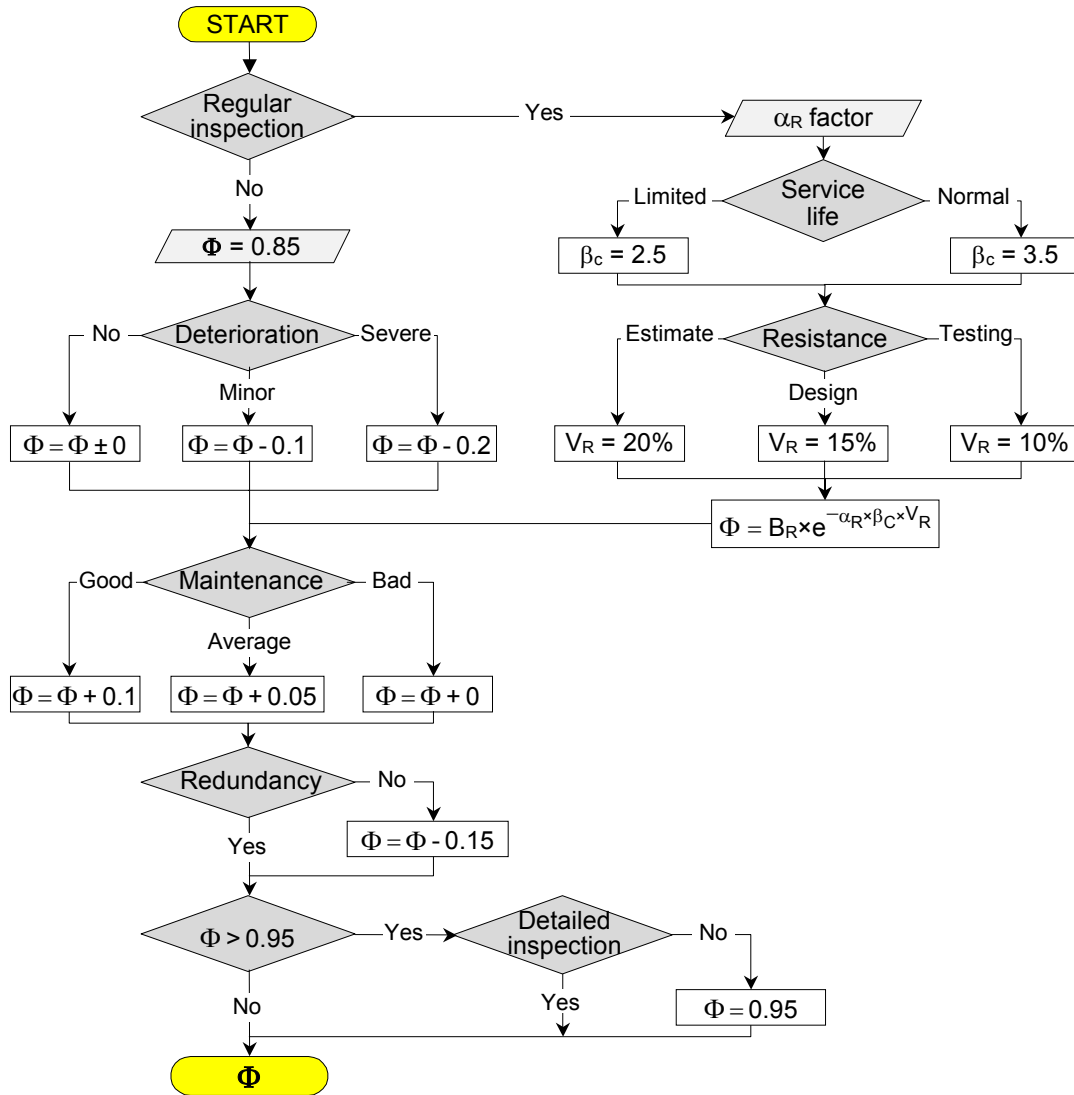 START
Regular
inspection
Yes
αR factor
No
Limited
Service
life
Normal
Φ = 0.85
βc = 2.5
βc = 3.5
No
Deterioration
Severe
Minor
Estimate
Resistance
Testing
Design
Φ = Φ ± 0
Φ = Φ - 0.1
Φ = Φ - 0.2
VR = 20%
VR = 15%
VR = 10%
Φ = BR×e^−αR×βC×VR
Good
Maintenance
Bad
Average
Φ = Φ + 0.1
Φ = Φ + 0.05
Φ = Φ + 0
Redundancy
No
Yes
Φ = Φ - 0.15
Φ > 0.95
Yes
Detailed
inspection
No
No
Yes
Φ = 0.95
Φ